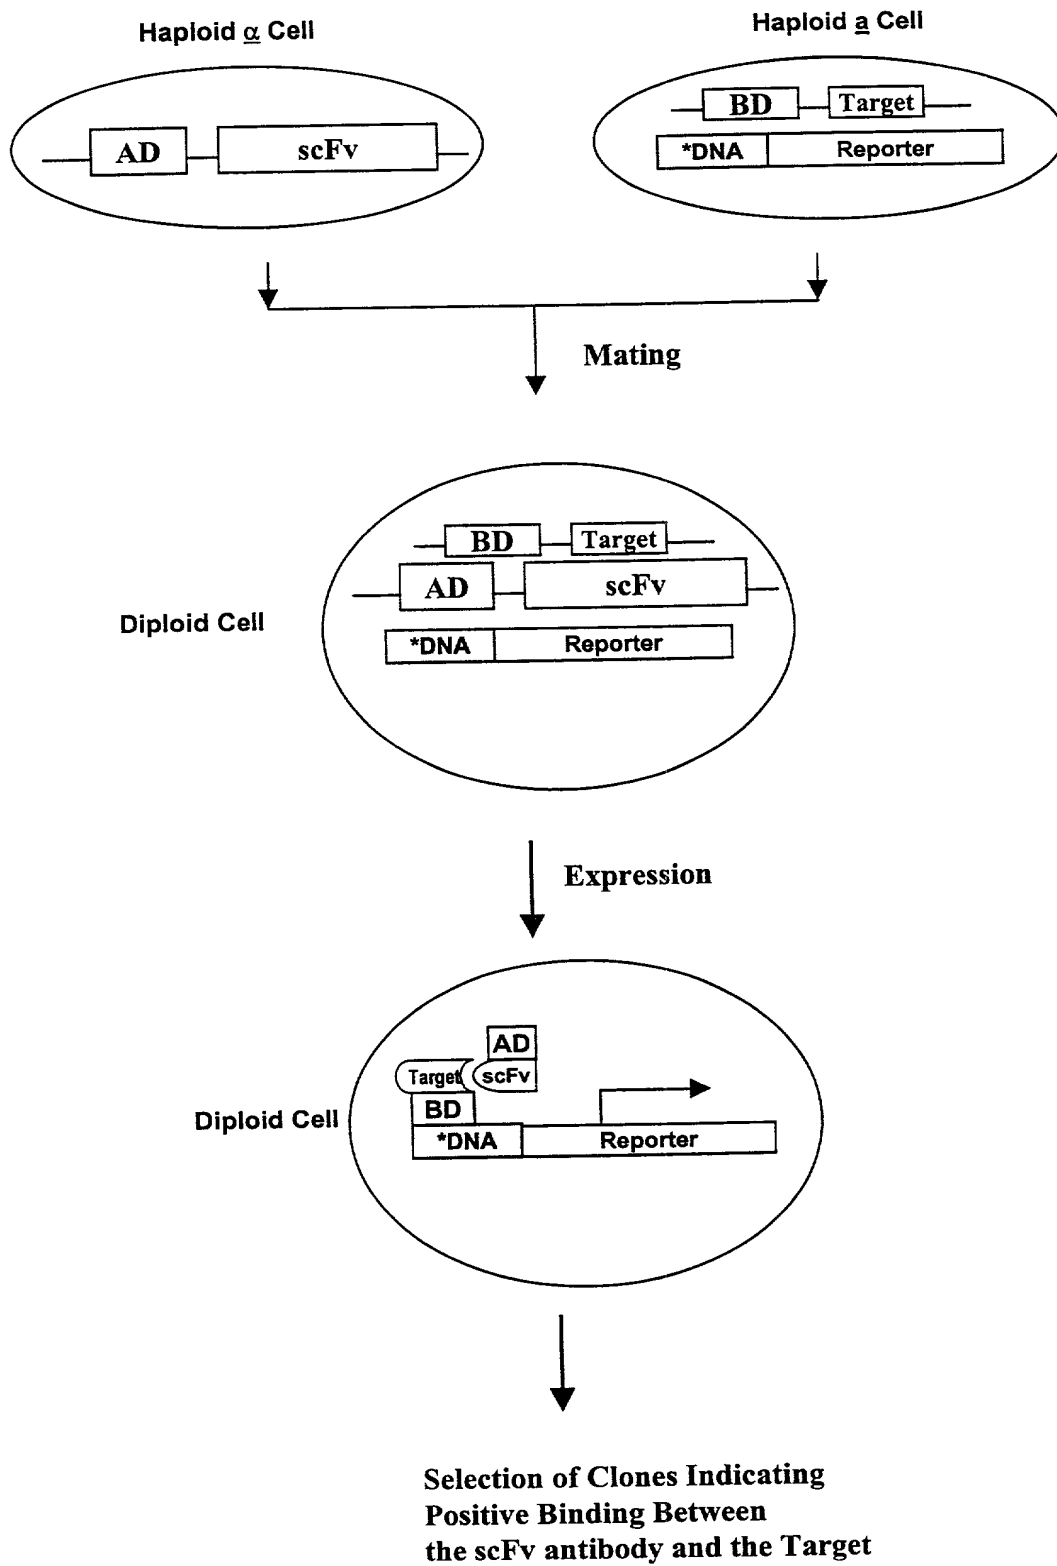 Haploid α Cell
Haploid a Cell
AD
scFv
BD
Target
*DNA
Reporter
Mating
BD
Target
AD
scFv
Diploid Cell
*DNA
Reporter
Expression
AD
Target
scFv
BD
Diploid Cell
*DNA
Reporter
Selection of Clones Indicating
Positive Binding Between
the scFv antibody and the Target